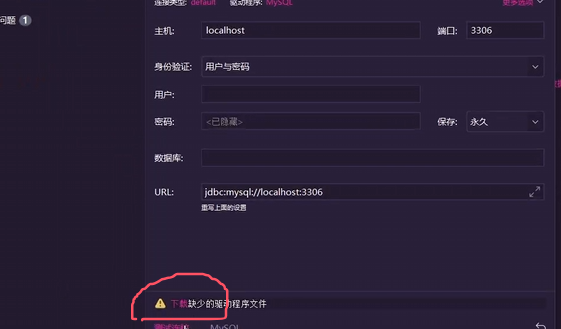 连接类型: default 驱动程序: MySQL 更多选项
问题 1
主机: localhost 端口: 3306
身份验证: 用户与密码
用户:
密码: <已隐藏> 保存: 永久
数据库:
URL: jdbc:mysql://localhost:3306
重写上面的设置
下载缺少的驱动程序文件
测试连接 MySQL